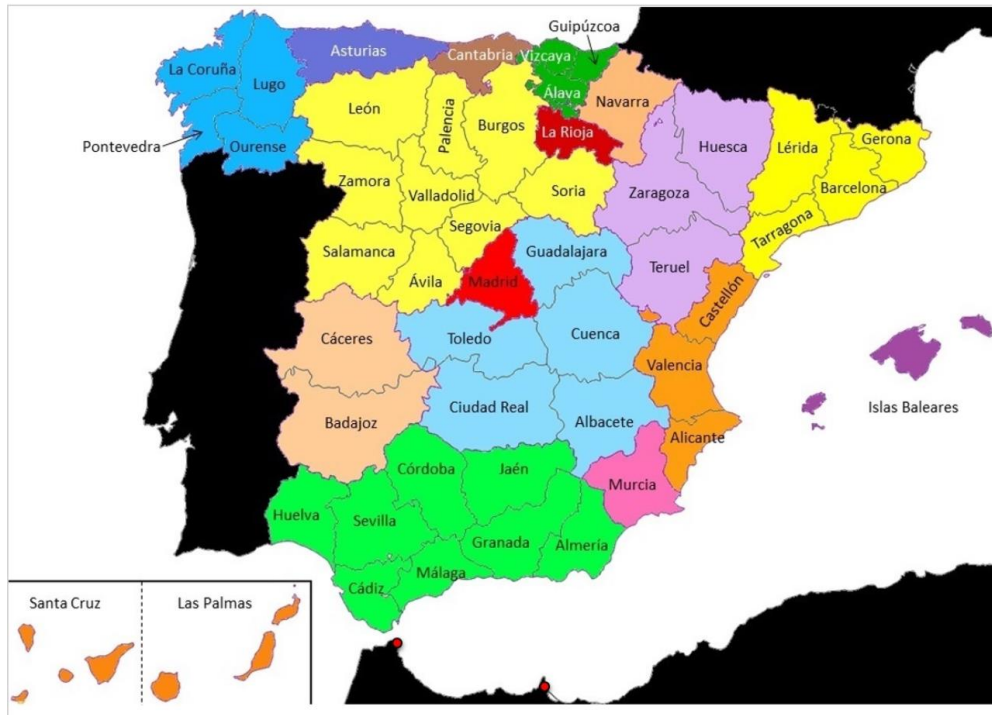 Guipúzcoa
Asturias
Cantabria
Vizcaya
La Coruña
Lugo
Álava
Navarra
León
Palencia
Burgos
La Rioja
Huesca
Lérida
Gerona
Pontevedra
Ourense
Zamora
Valladolid
Soria
Zaragoza
Barcelona
Tarragona
Segovia
Salamanca
Guadalajara
Teruel
Ávila
Madrid
Castellón
Cáceres
Toledo
Cuenca
Valencia
Islas Baleares
Badajoz
Ciudad Real
Albacete
Alicante
Córdoba
Jaén
Murcia
Huelva
Sevilla
Granada
Almería
Málaga
Cádiz
Santa Cruz
Las Palmas